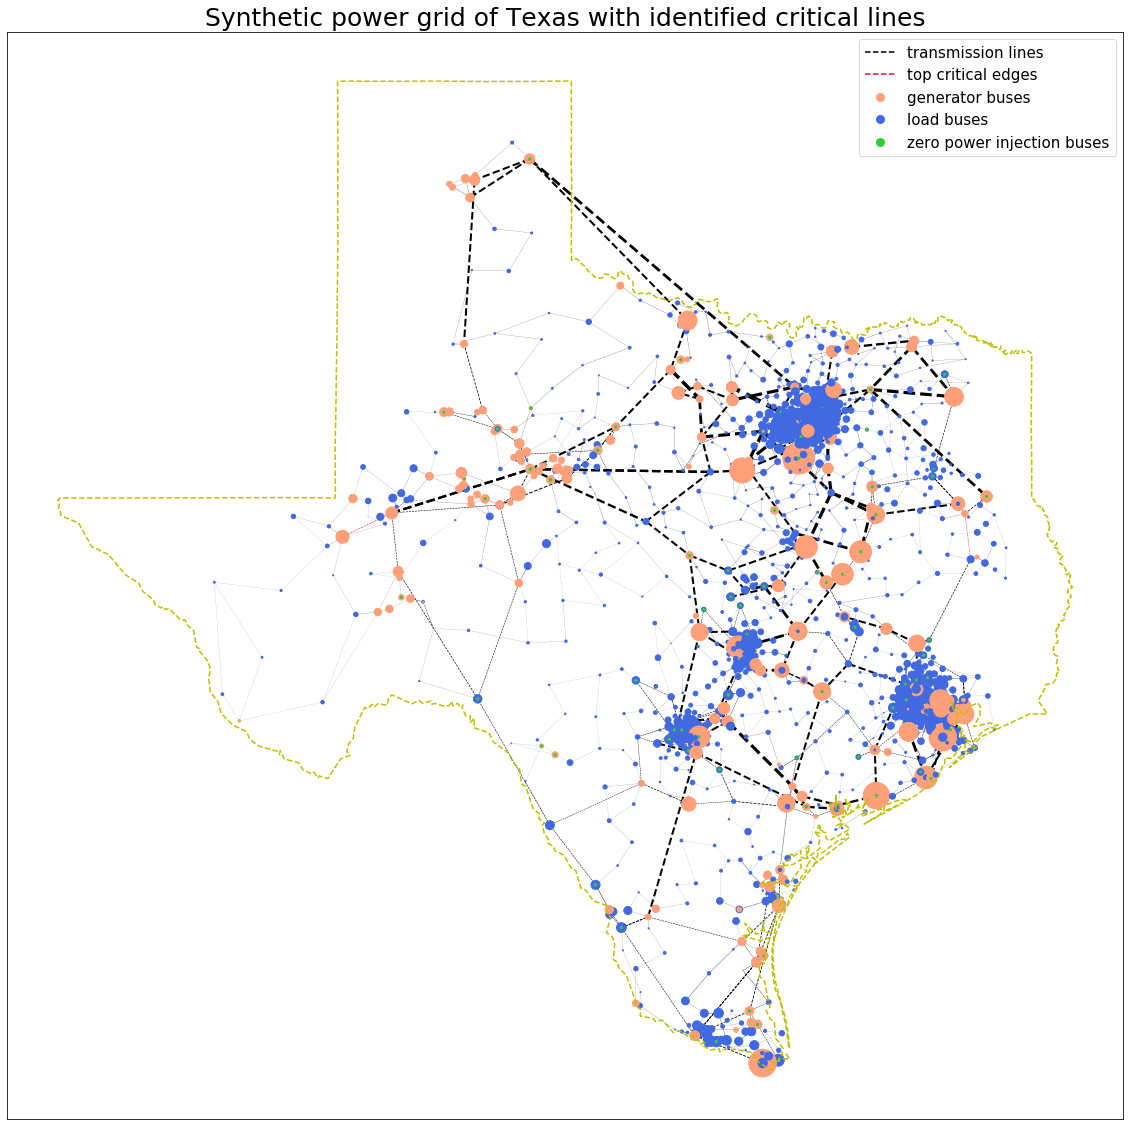 Synthetic power grid of Texas with identified critical lines
transmission lines
top critical edges
generator buses
load buses
zero power injection buses